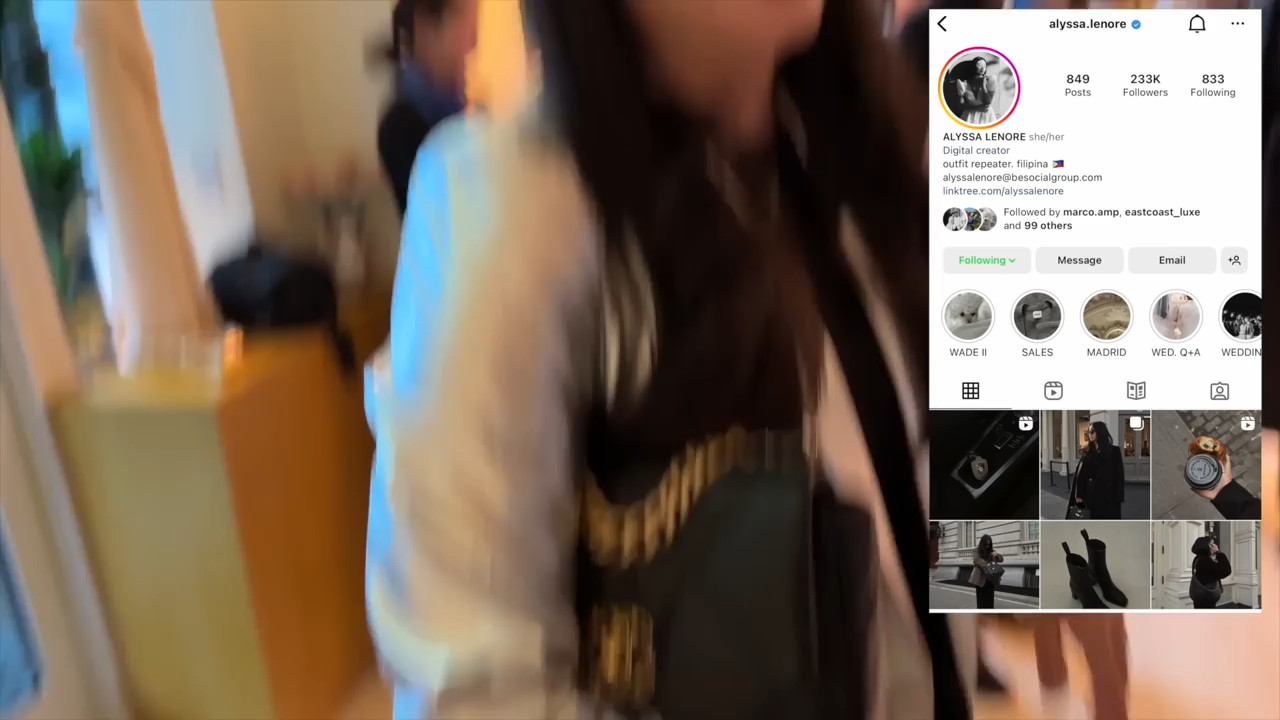 alyssa.lenore
849
233K
833
Posts
Followers
Following
ALYSSA LENORE she/her
Digital creator
outfit repeater. filipina 🇵🇭
alyssalenore@besocialgroup.com
linktree.com/alyssalenore
Followed by marco.amp, eastcoast_luxe
and 99 others
Following
Message
Email
WADE II
SALES
MADRID
WED. Q+A
WEDDIN